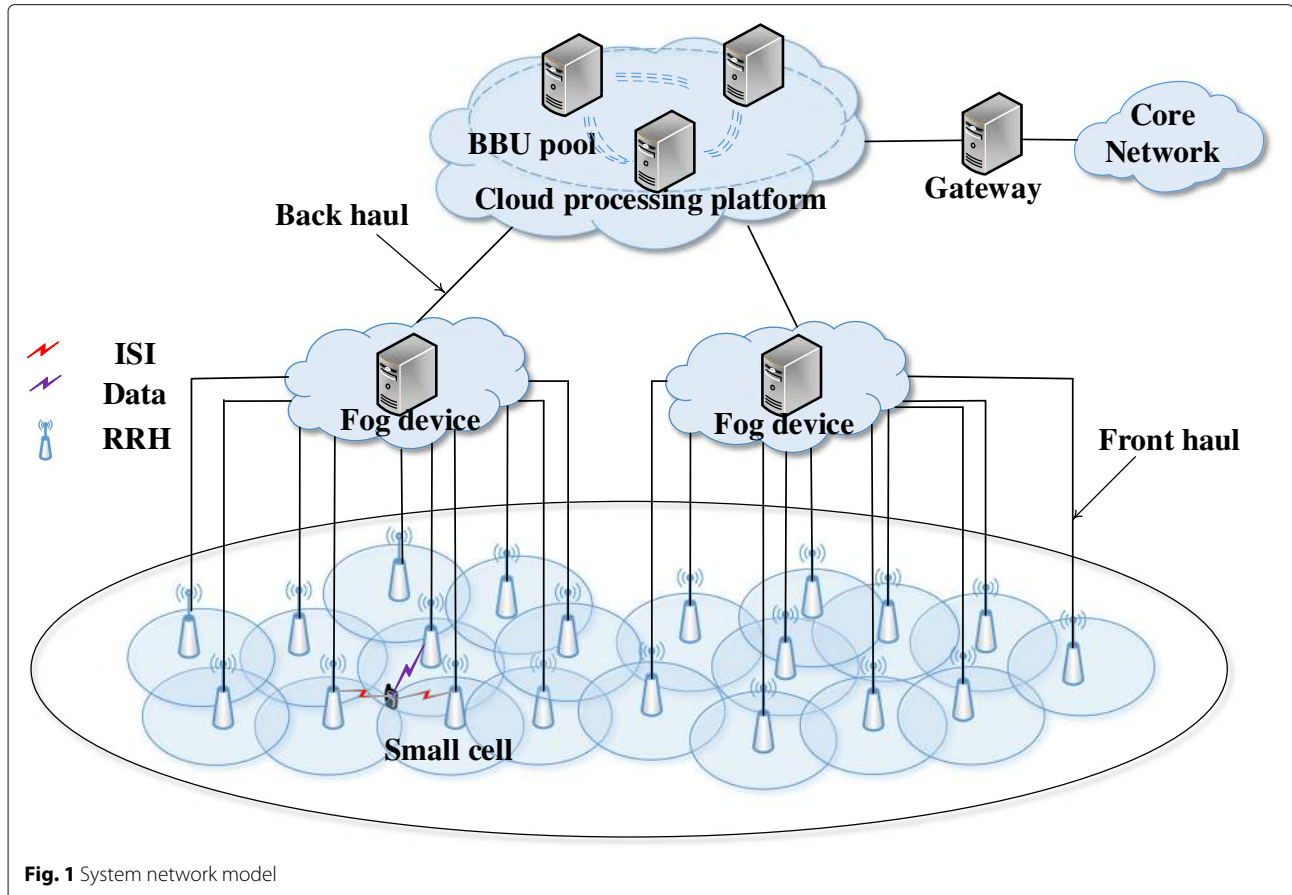 BBU pool
Cloud processing platform
Core
Network
Gateway
Back haul
ISI
Data
RRH
Fog device
Fog device
Front haul
Small cell
Fig. 1 System network model